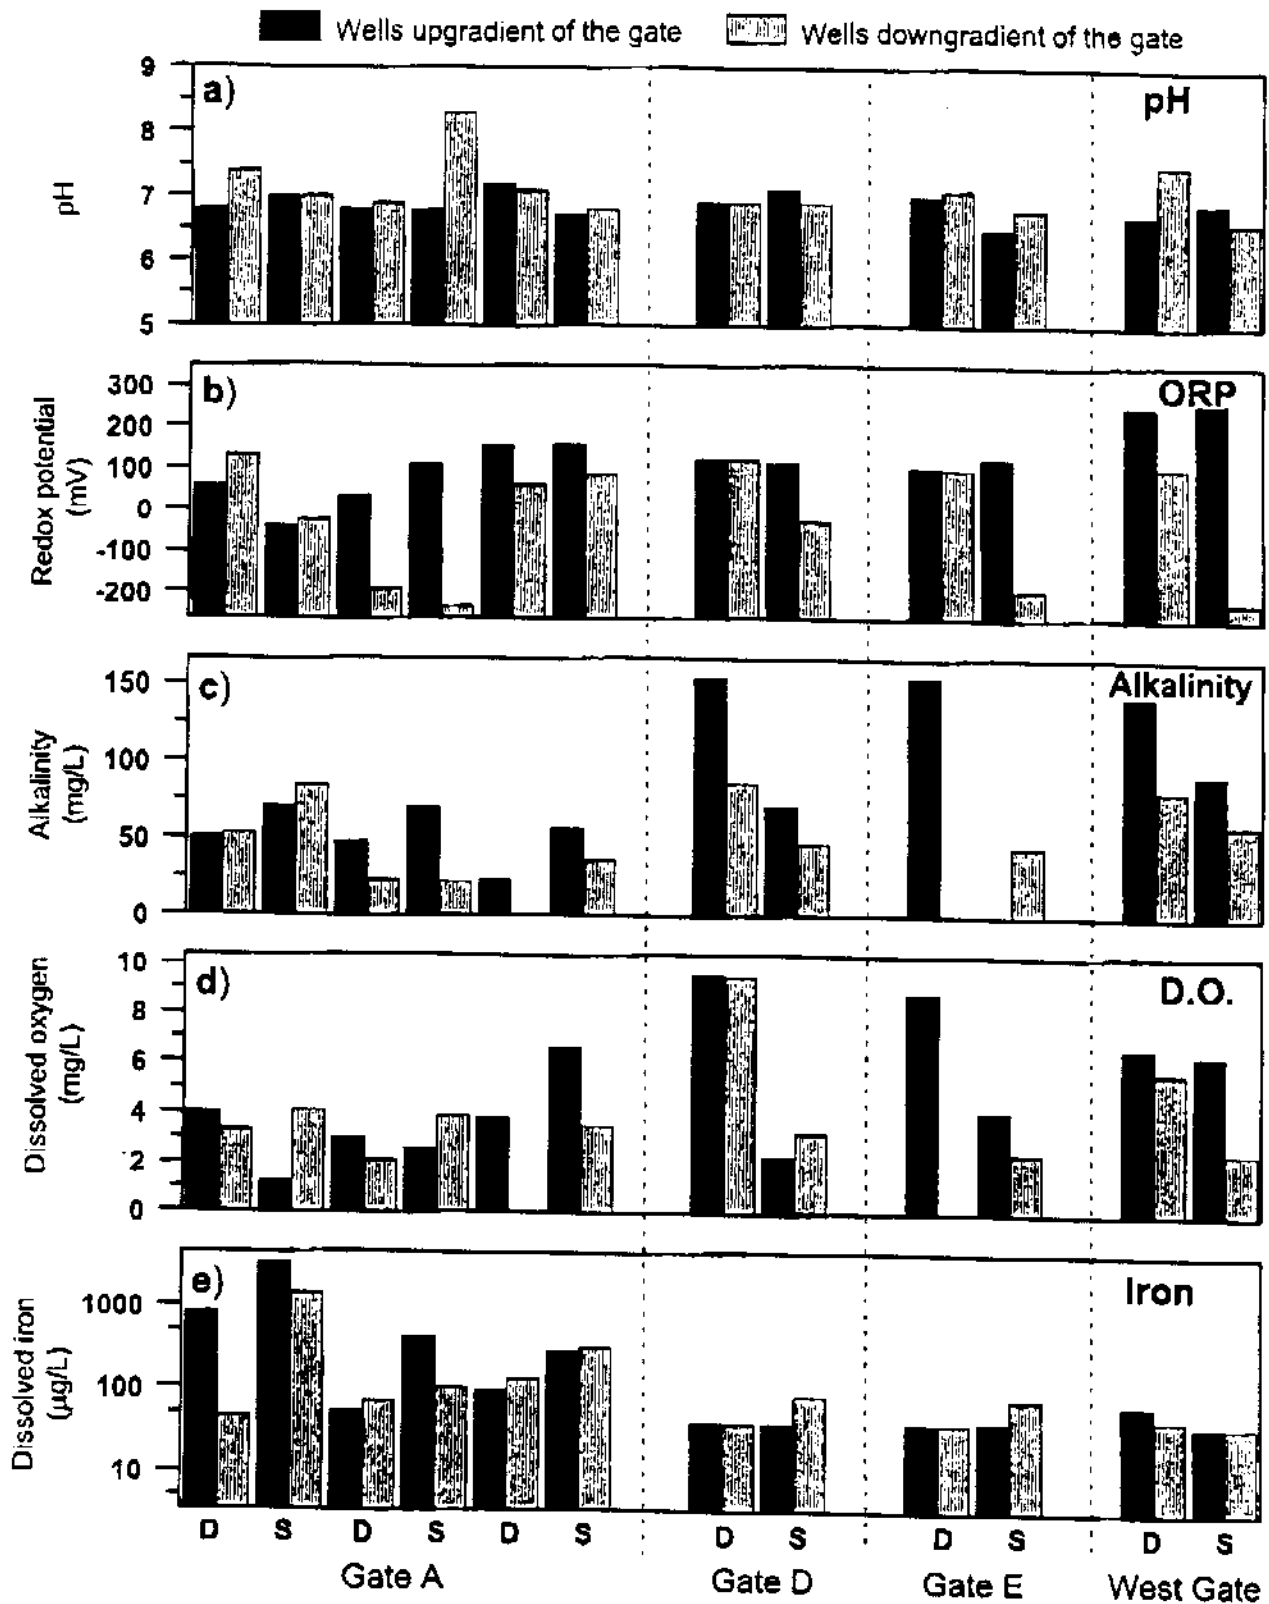 Wells upgradient of the gate Wells downgradient of the gate
a) pH
9
8
7
6
5
pH
b) ORP
300
200
100
0
-100
-200
Redox potential
(mV)
c) Alkalinity
150
100
50
0
Alkalinity
(mg/L)
d) D.O.
10
8
6
4
2
0
Dissolved oxygen
(mg/L)
e) Iron
1000
100
10
Dissolved iron
(µg/L)
D S D S D S D S D S D S
Gate A Gate D Gate E West Gate